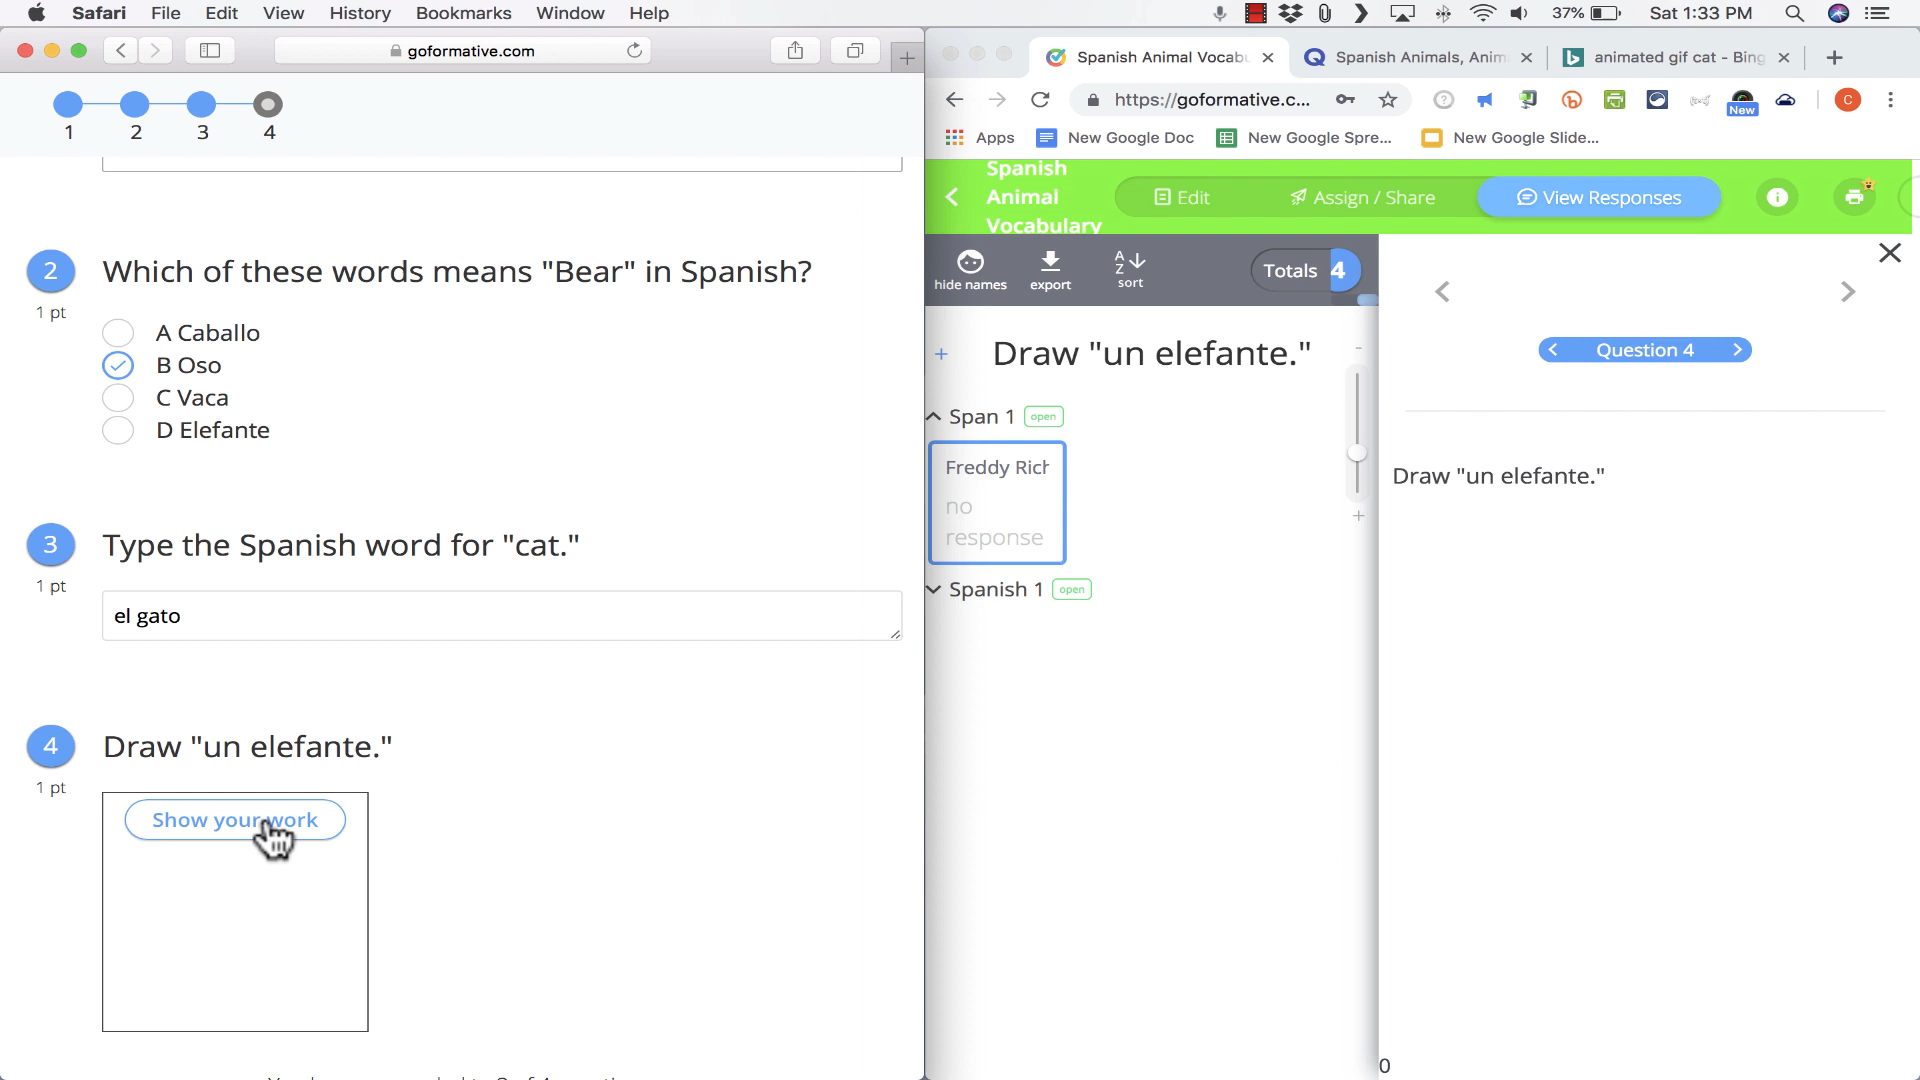 Safari File Edit View History Bookmarks Window Help 37% Sat 1:33 PM
goformative.com
1 2 3 4
2 Which of these words means "Bear" in Spanish?
1 pt
A Caballo
B Oso
C Vaca
D Elefante
3 Type the Spanish word for "cat."
1 pt
el gato
4 Draw "un elefante."
1 pt
Show your work
Spanish Animal Vocabu
Spanish Animals, Anim
animated gif cat - Bing
https://goformative.c...
New
C
Apps New Google Doc New Google Spre... New Google Slide...
Spanish
Animal
Vocabulary
Edit Assign / Share View Responses
hide names export sort Totals 4
A
Z
+ Draw "un elefante." -
Span 1 open
Freddy Rich
no
response
+
Spanish 1 open
Question 4
Draw "un elefante."
0